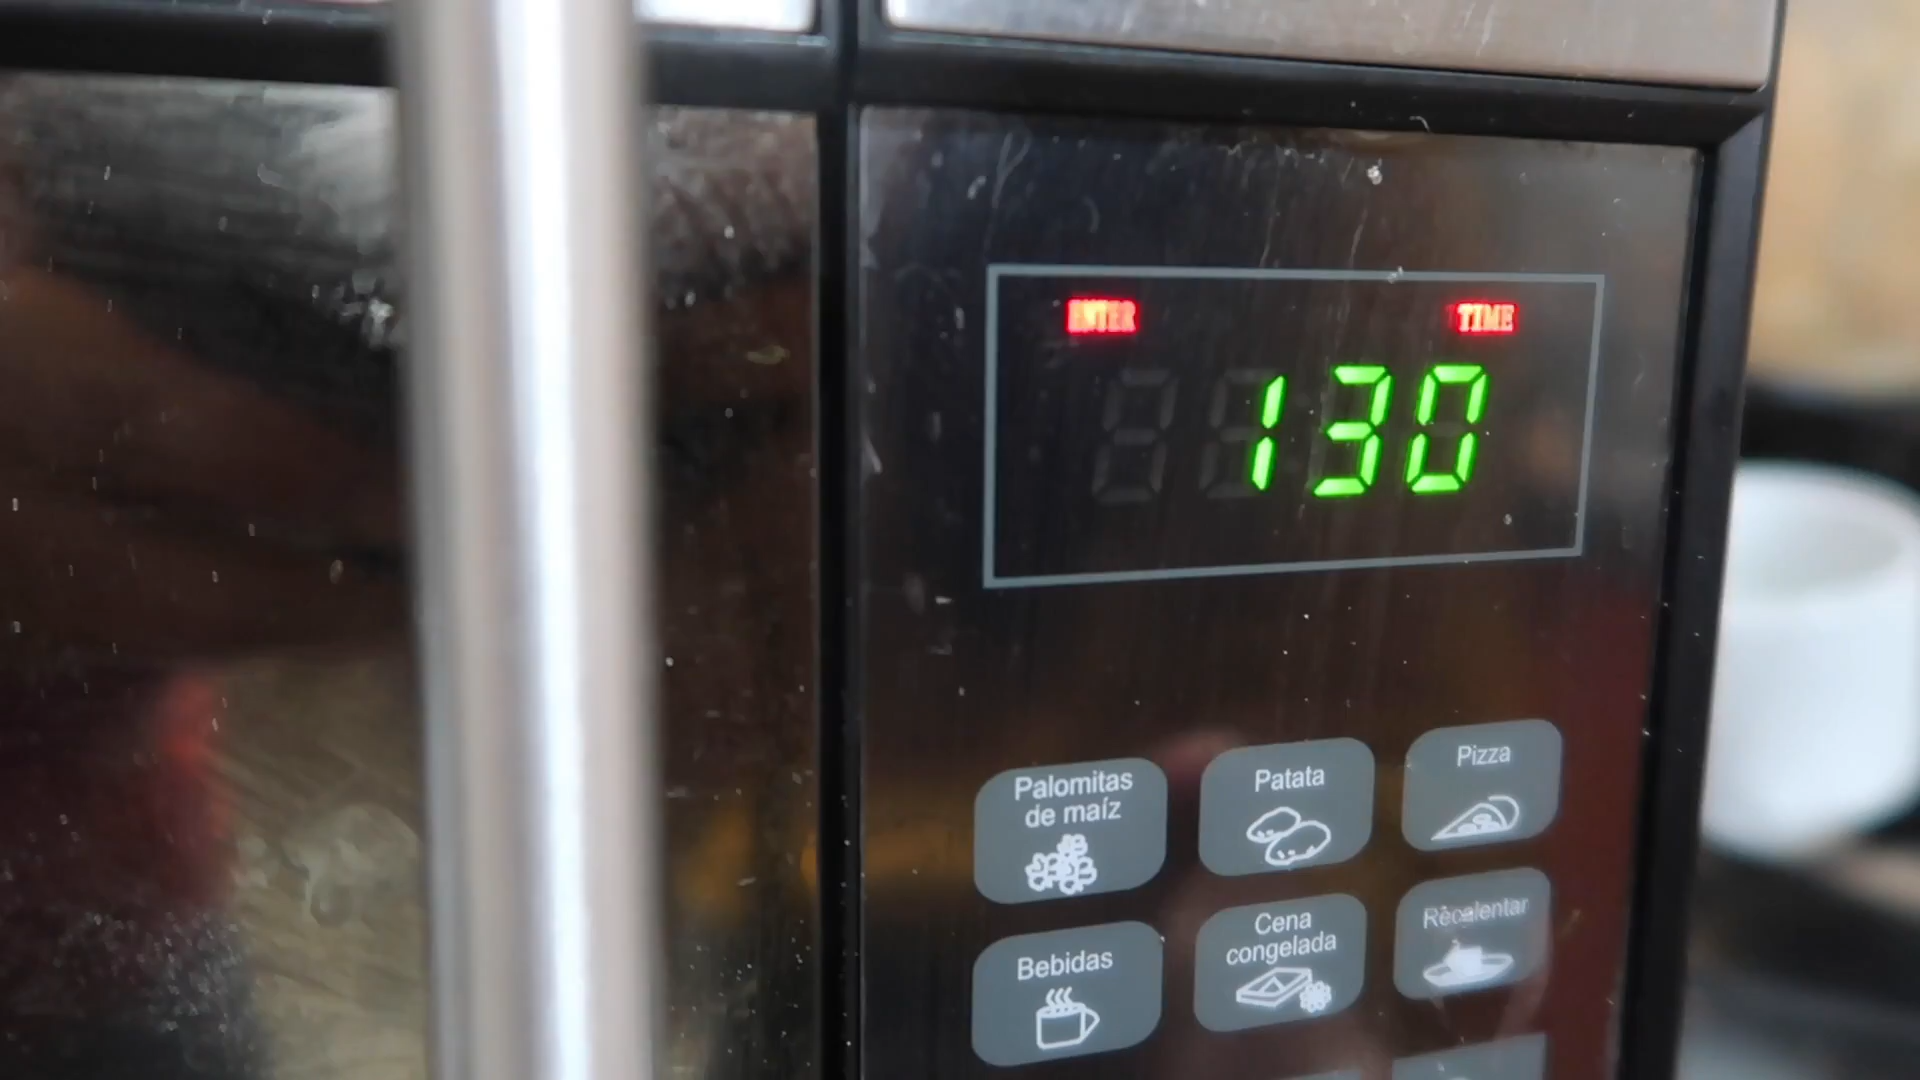 ENTER TIME
130
Palomitas
de maíz
Patata
Pizza
Bebidas
Cena
congelada
Recalentar